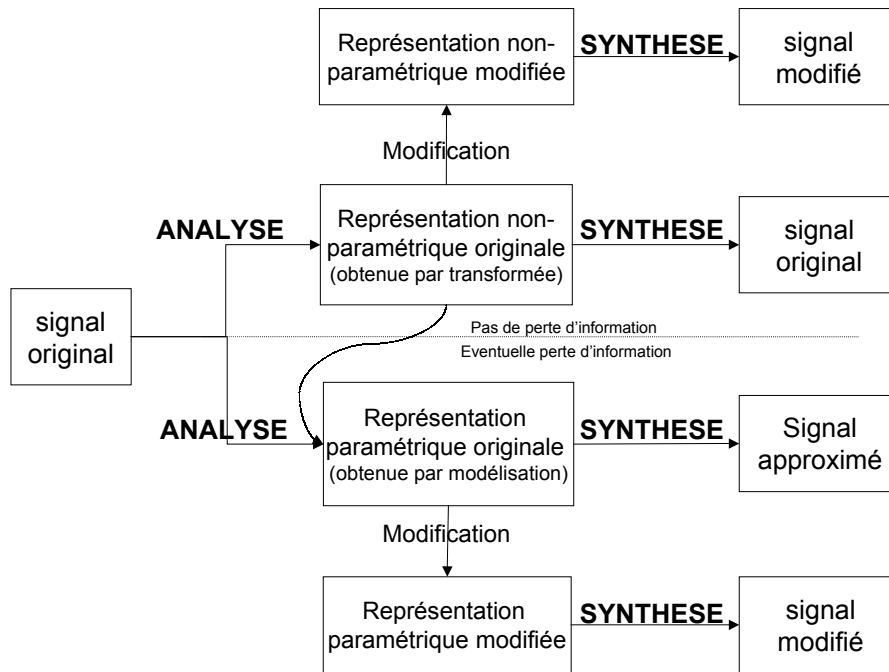 Représentation non-
paramétrique modifiée
SYNTHESE
signal
modifié
Modification
ANALYSE
Représentation non-
paramétrique originale
(obtenue par transformée)
SYNTHESE
signal
original
signal
original
Pas de perte d'information
Eventuelle perte d'information
ANALYSE
Représentation
paramétrique originale
(obtenue par modélisation)
SYNTHESE
Signal
approximé
Modification
Représentation
paramétrique modifiée
SYNTHESE
signal
modifié